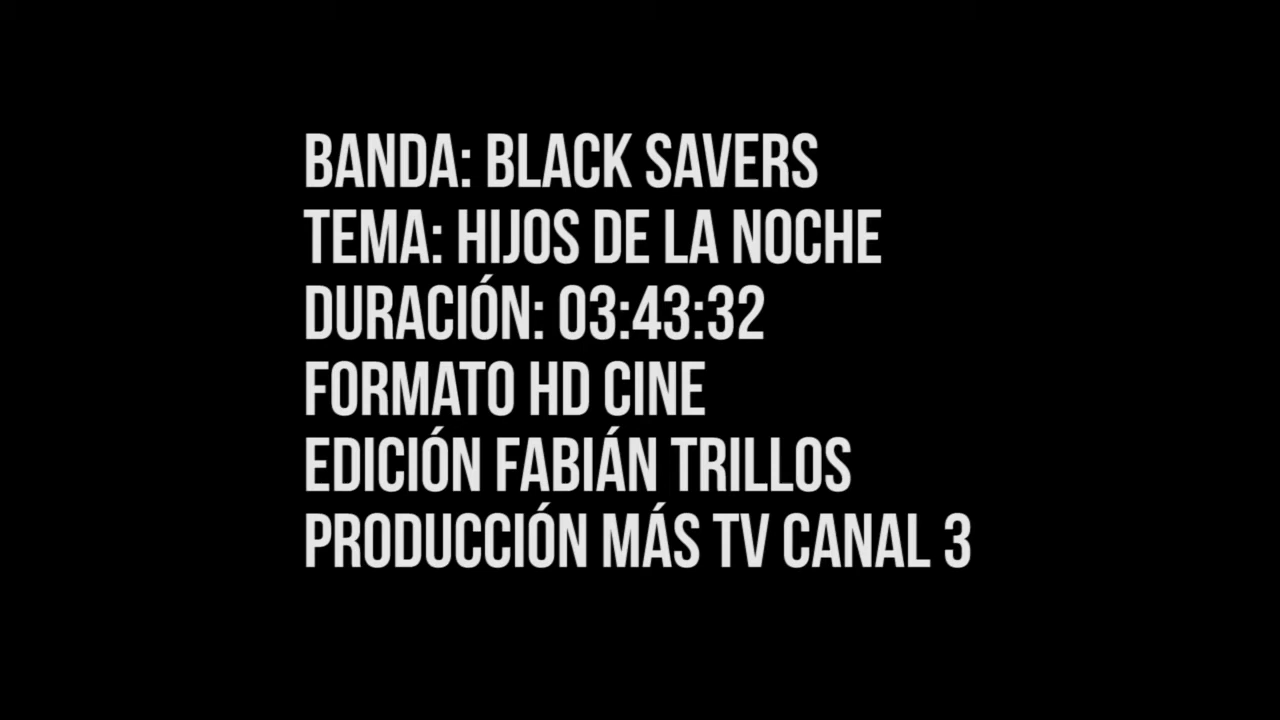 BANDA: BLACK SAVERS
TEMA: HIJOS DE LA NOCHE
DURACIÓN: 03:43:32
FORMATO HD CINE
EDICIÓN FABIÁN TRILLOS
PRODUCCIÓN MÁS TV CANAL 3